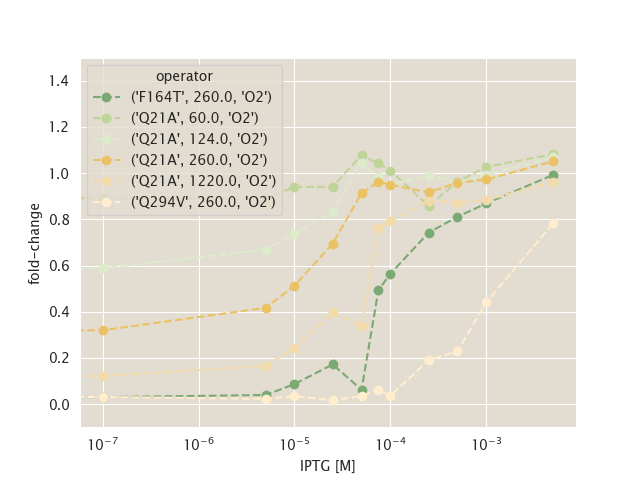 operator
('F164T', 260.0, 'O2')
('Q21A', 60.0, 'O2')
('Q21A', 124.0, 'O2')
('Q21A', 260.0, 'O2')
('Q21A', 1220.0, 'O2')
('Q294V', 260.0, 'O2')
fold-change
1.4
1.2
1.0
0.8
0.6
0.4
0.2
0.0
10⁻⁷ 10⁻⁶ 10⁻⁵ 10⁻⁴ 10⁻³
IPTG [M]